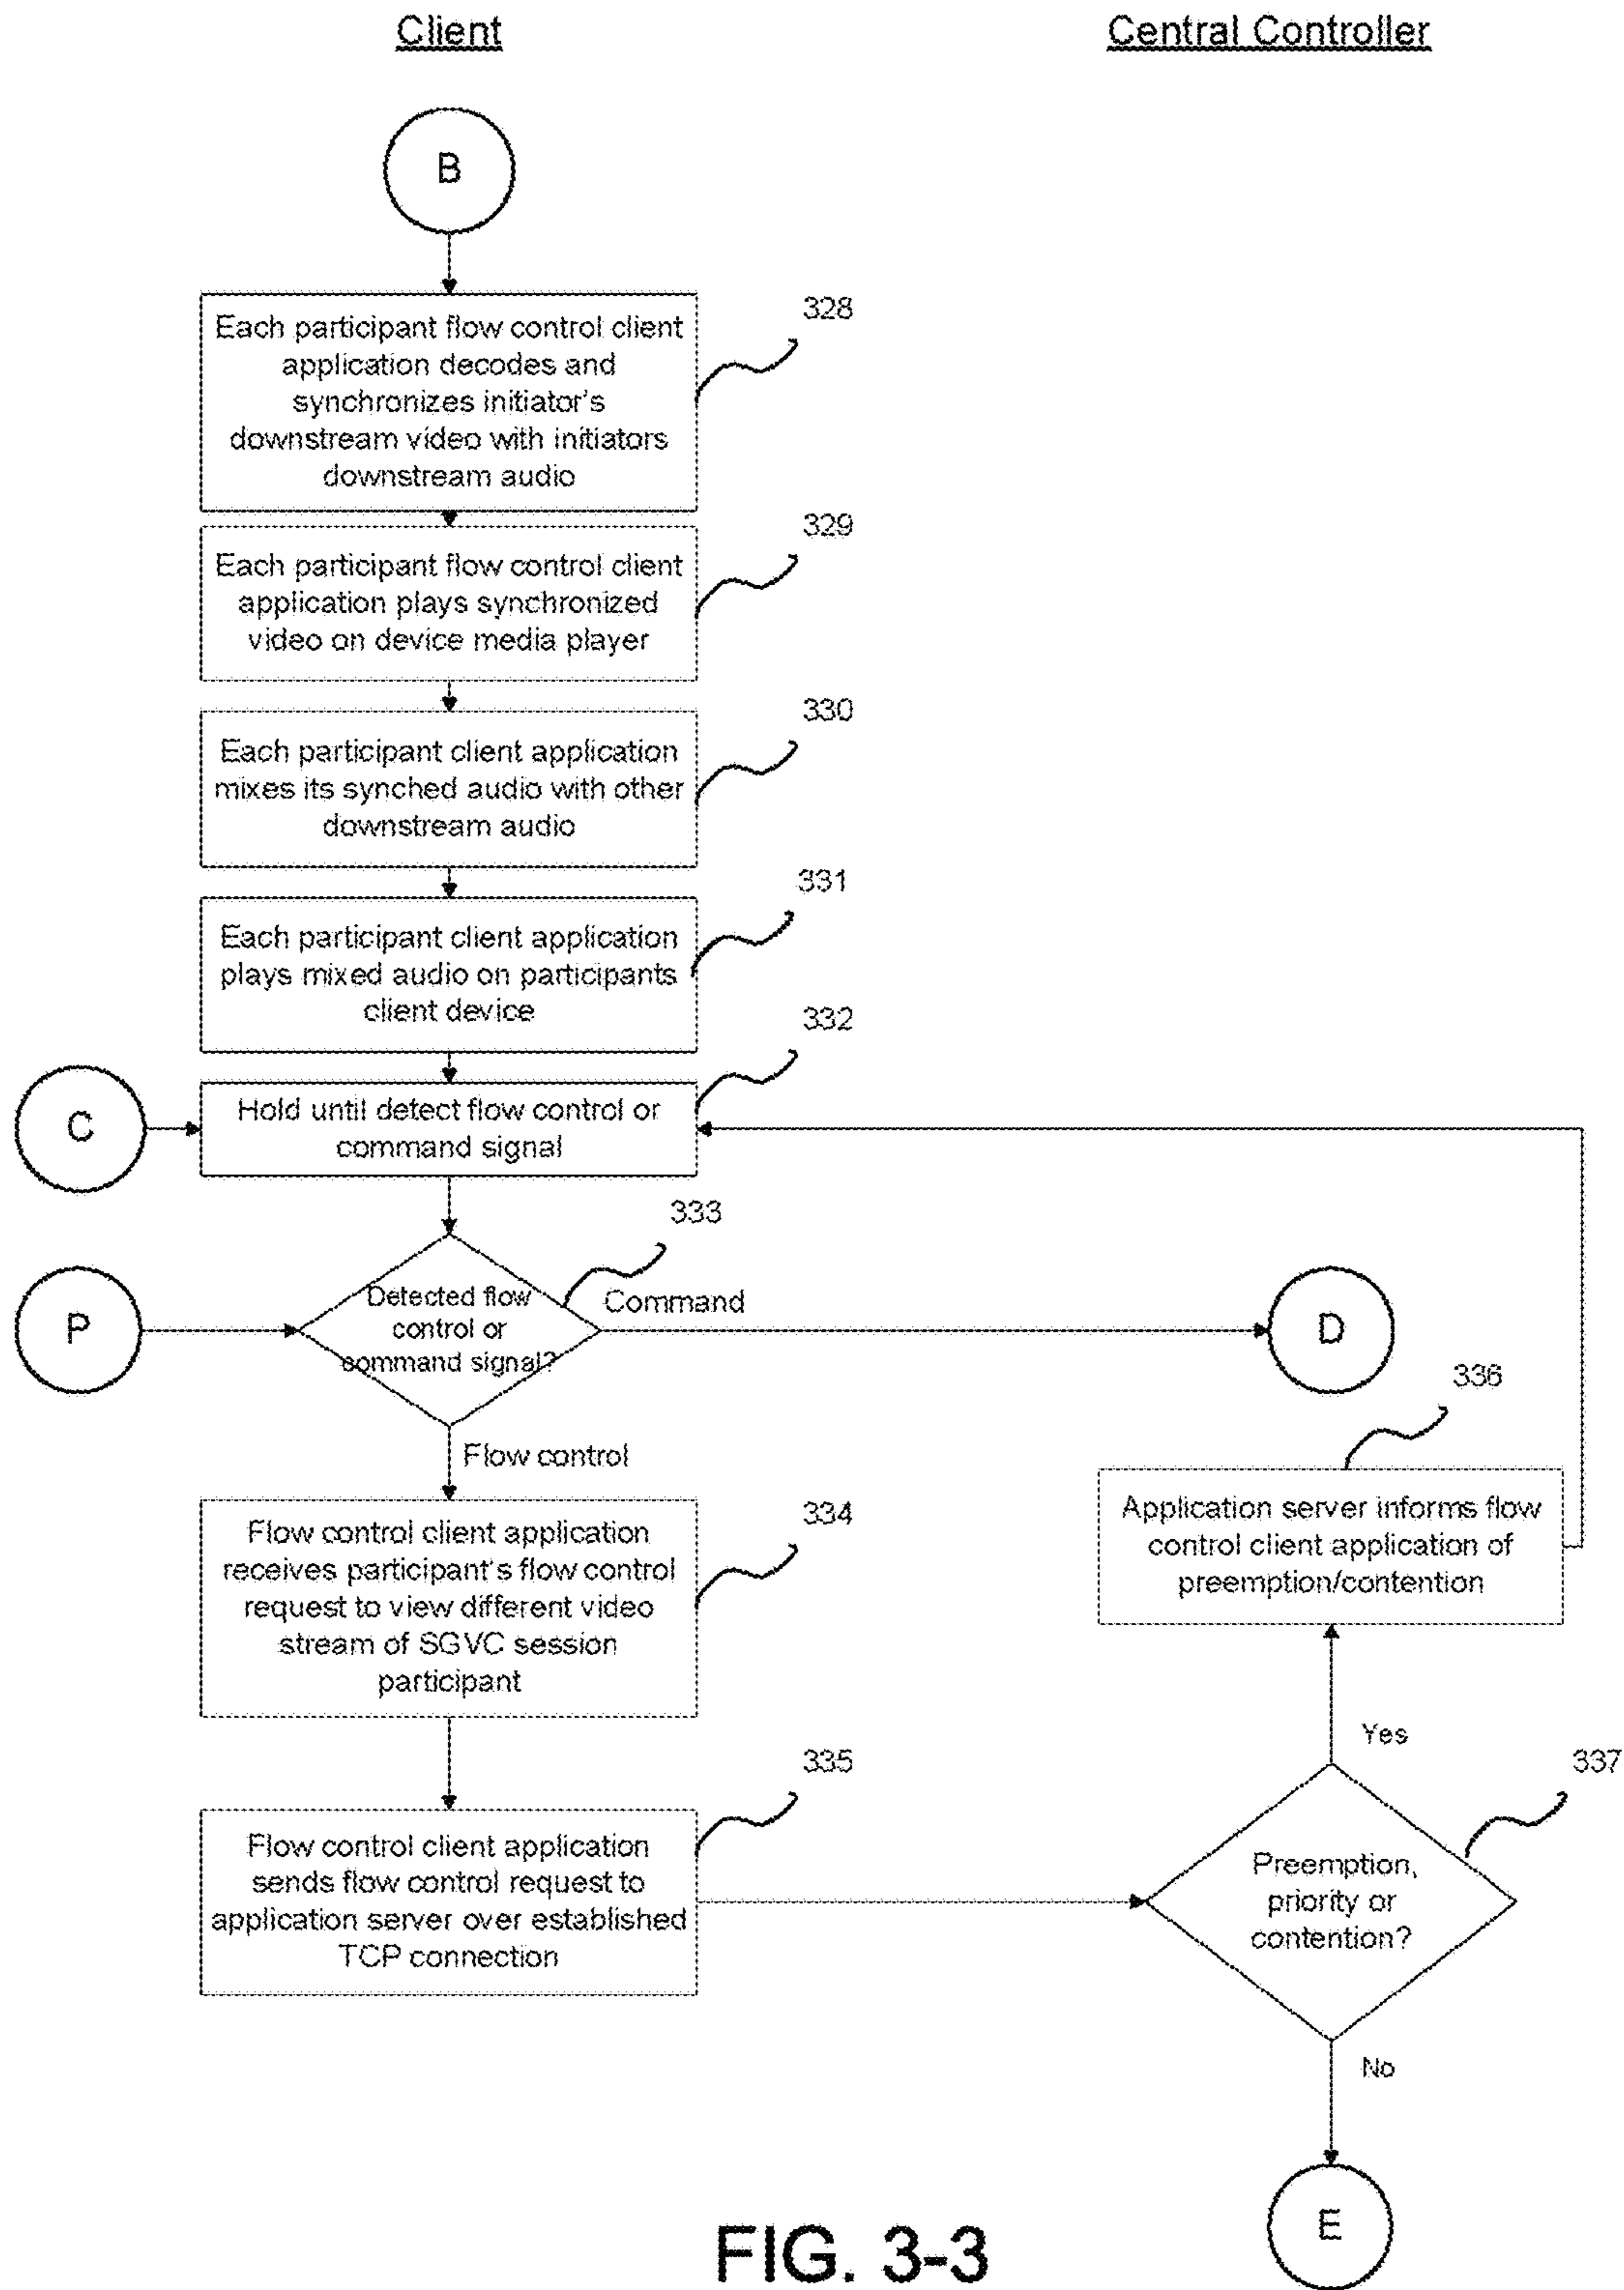 Client
Central Controller
B
328
Each participant flow control client
application decodes and
synchronizes initiator's
downstream video with initiators
downstream audio
329
Each participant flow control client
application plays synchronized
video on device media player
330
Each participant client application
mixes its synched audio with other
downstream audio
331
Each participant client application
plays mixed audio on participants
client device
332
C
Hold until detect flow control or
command signal
333
P
Detected flow
control or
command signal?
Command
D
Flow control
336
Application server informs flow
control client application of
preemption/contention
334
Flow control client application
receives participant's flow control
request to view different video
stream of SGVC session
participant
Yes
337
335
Flow control client application
sends flow control request to
application server over established
TCP connection
Preemption,
priority or
contention?
No
E
FIG. 3-3